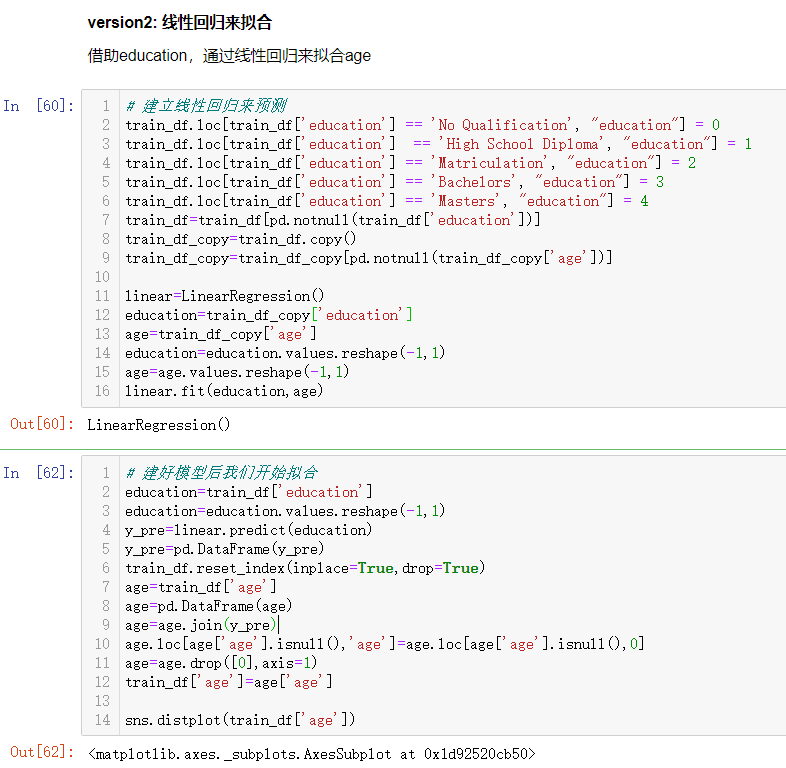 version2: 线性回归来拟合
借助education，通过线性回归来拟合age
In [60]:
1 # 建立线性回归来预测
2 train_df.loc[train_df['education'] == 'No Qualification', "education"] = 0
3 train_df.loc[train_df['education']  == 'High School Diploma', "education"] = 1
4 train_df.loc[train_df['education'] == 'Matriculation', "education"] = 2
5 train_df.loc[train_df['education'] == 'Bachelors', "education"] = 3
6 train_df.loc[train_df['education'] == 'Masters', "education"] = 4
7 train_df=train_df[pd.notnull(train_df['education'])]
8 train_df_copy=train_df.copy()
9 train_df_copy=train_df_copy[pd.notnull(train_df_copy['age'])]
10
11 linear=LinearRegression()
12 education=train_df_copy['education']
13 age=train_df_copy['age']
14 education=education.values.reshape(-1,1)
15 age=age.values.reshape(-1,1)
16 linear.fit(education,age)
Out[60]: LinearRegression()
In [62]:
1 # 建好模型后我们开始拟合
2 education=train_df['education']
3 education=education.values.reshape(-1,1)
4 y_pre=linear.predict(education)
5 y_pre=pd.DataFrame(y_pre)
6 train_df.reset_index(inplace=True,drop=True)
7 age=train_df['age']
8 age=pd.DataFrame(age)
9 age=age.join(y_pre)
10 age.loc[age['age'].isnull(),'age']=age.loc[age['age'].isnull(),0]
11 age=age.drop([0],axis=1)
12 train_df['age']=age['age']
13
14 sns.distplot(train_df['age'])
Out[62]: <matplotlib.axes._subplots.AxesSubplot at 0x1d92520cb50>